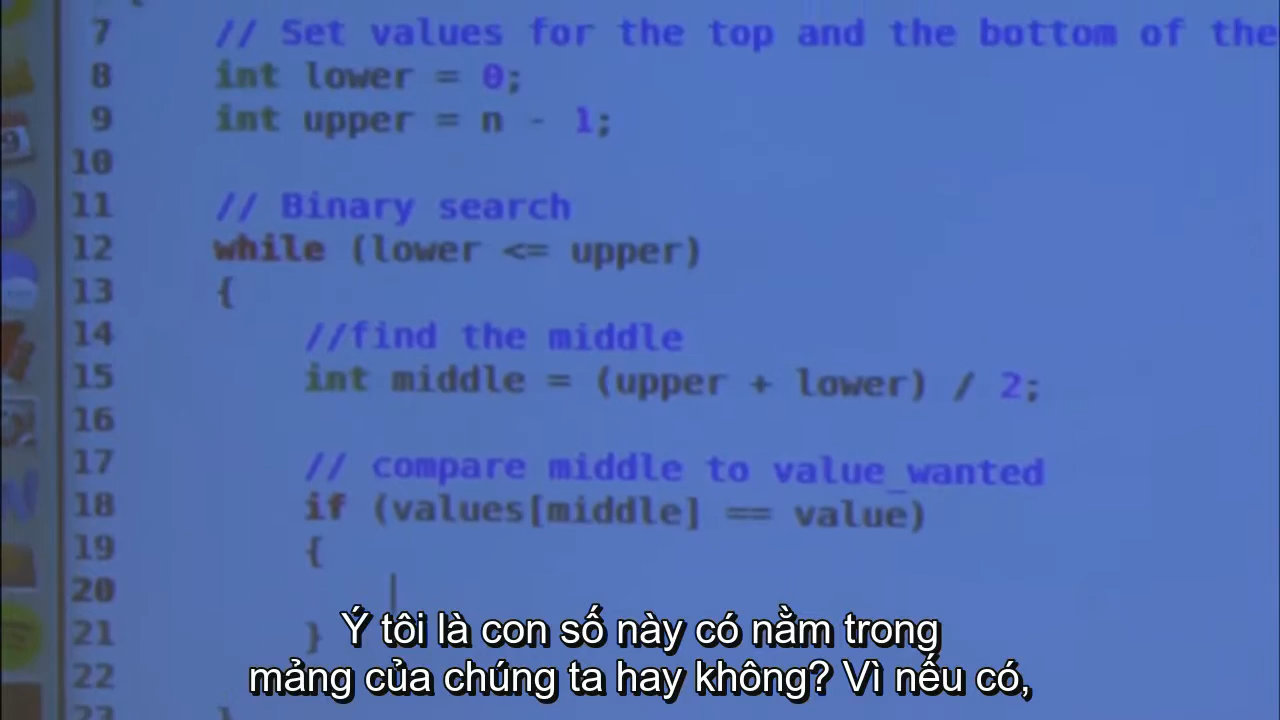 7 // Set values for the top and the bottom of the
8 int lower = 0;
9 int upper = n - 1;
10
11 // Binary search
12 while (lower <= upper)
13 {
14 //find the middle
15 int middle = (upper + lower) / 2;
16
17 // compare middle to value_wanted
18 if (values[middle] == value)
19 {
20
21 }
22
23 }
Ý tôi là con số này có nằm trong
mảng của chúng ta hay không? Vì nếu có,